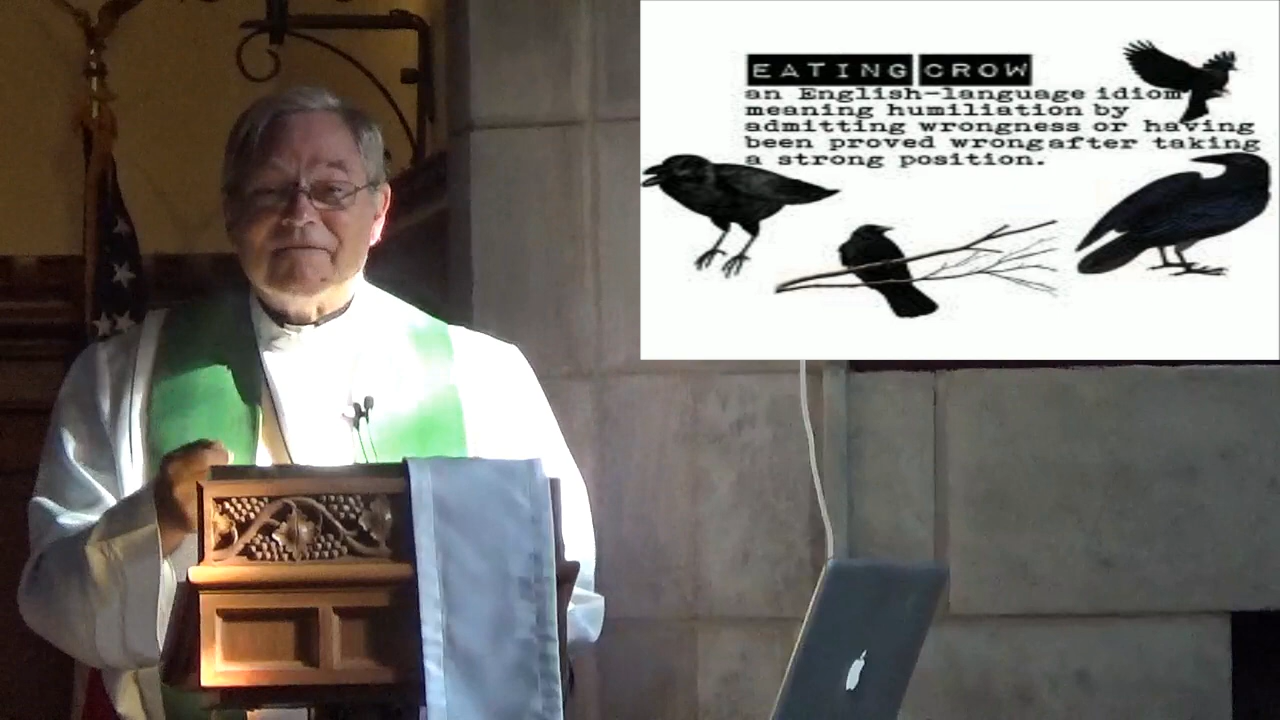 EATING CROW
an English-language idiom
meaning humiliation by
admitting wrongness or having
been proved wrongafter taking
a strong position.